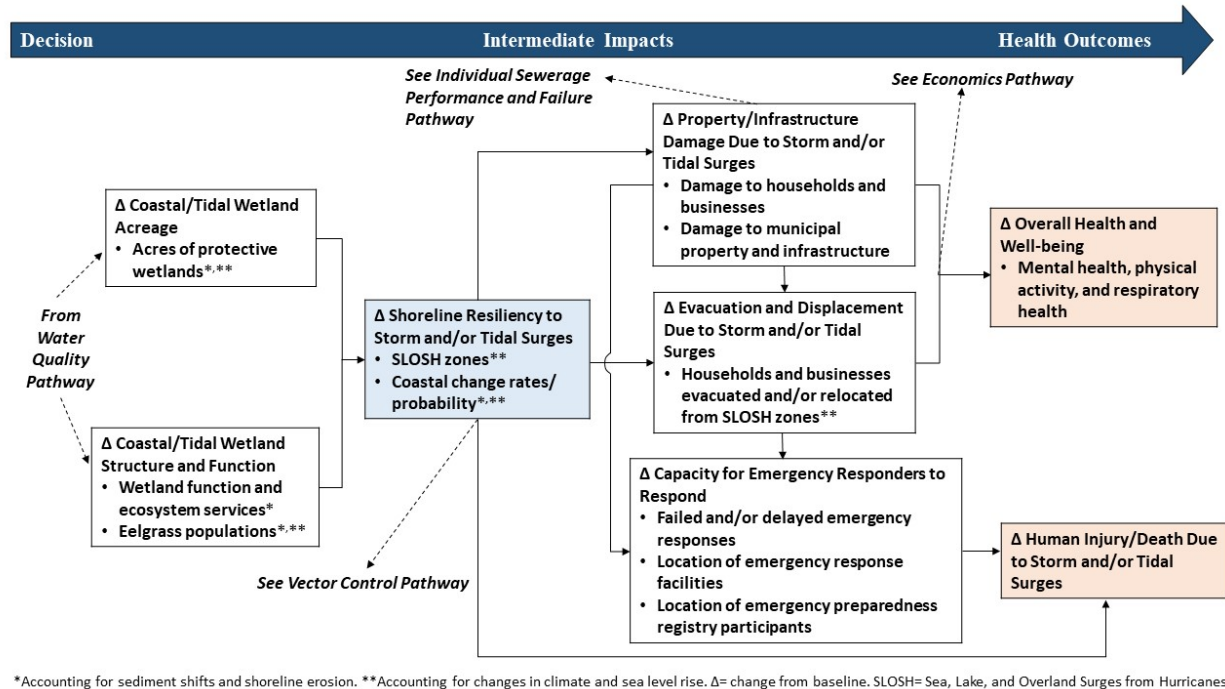 Decision
Intermediate Impacts
Health Outcomes
See Individual Sewerage
Performance and Failure
Pathway
See Economics Pathway
Δ Property/Infrastructure
Damage Due to Storm and/or
Tidal Surges
• Damage to households and
businesses
• Damage to municipal
property and infrastructure
Δ Coastal/Tidal Wetland
Acreage
• Acres of protective
wetlands*,**
From
Water
Quality
Pathway
Δ Coastal/Tidal Wetland
Structure and Function
• Wetland function and
ecosystem services*
• Eelgrass populations*,**
Δ Shoreline Resiliency to
Storm and/or Tidal Surges
• SLOSH zones**
• Coastal change rates/
probability*,**
See Vector Control Pathway
Δ Evacuation and Displacement
Due to Storm and/or Tidal
Surges
• Households and businesses
evacuated and/or relocated
from SLOSH zones**
Δ Capacity for Emergency Responders to
Respond
• Failed and/or delayed emergency
responses
• Location of emergency response
facilities
• Location of emergency preparedness
registry participants
Δ Overall Health and
Well-being
• Mental health, physical
activity, and respiratory
health
Δ Human Injury/Death Due
to Storm and/or Tidal
Surges
*Accounting for sediment shifts and shoreline erosion. **Accounting for changes in climate and sea level rise. Δ= change from baseline. SLOSH= Sea, Lake, and Overland Surges from Hurricanes